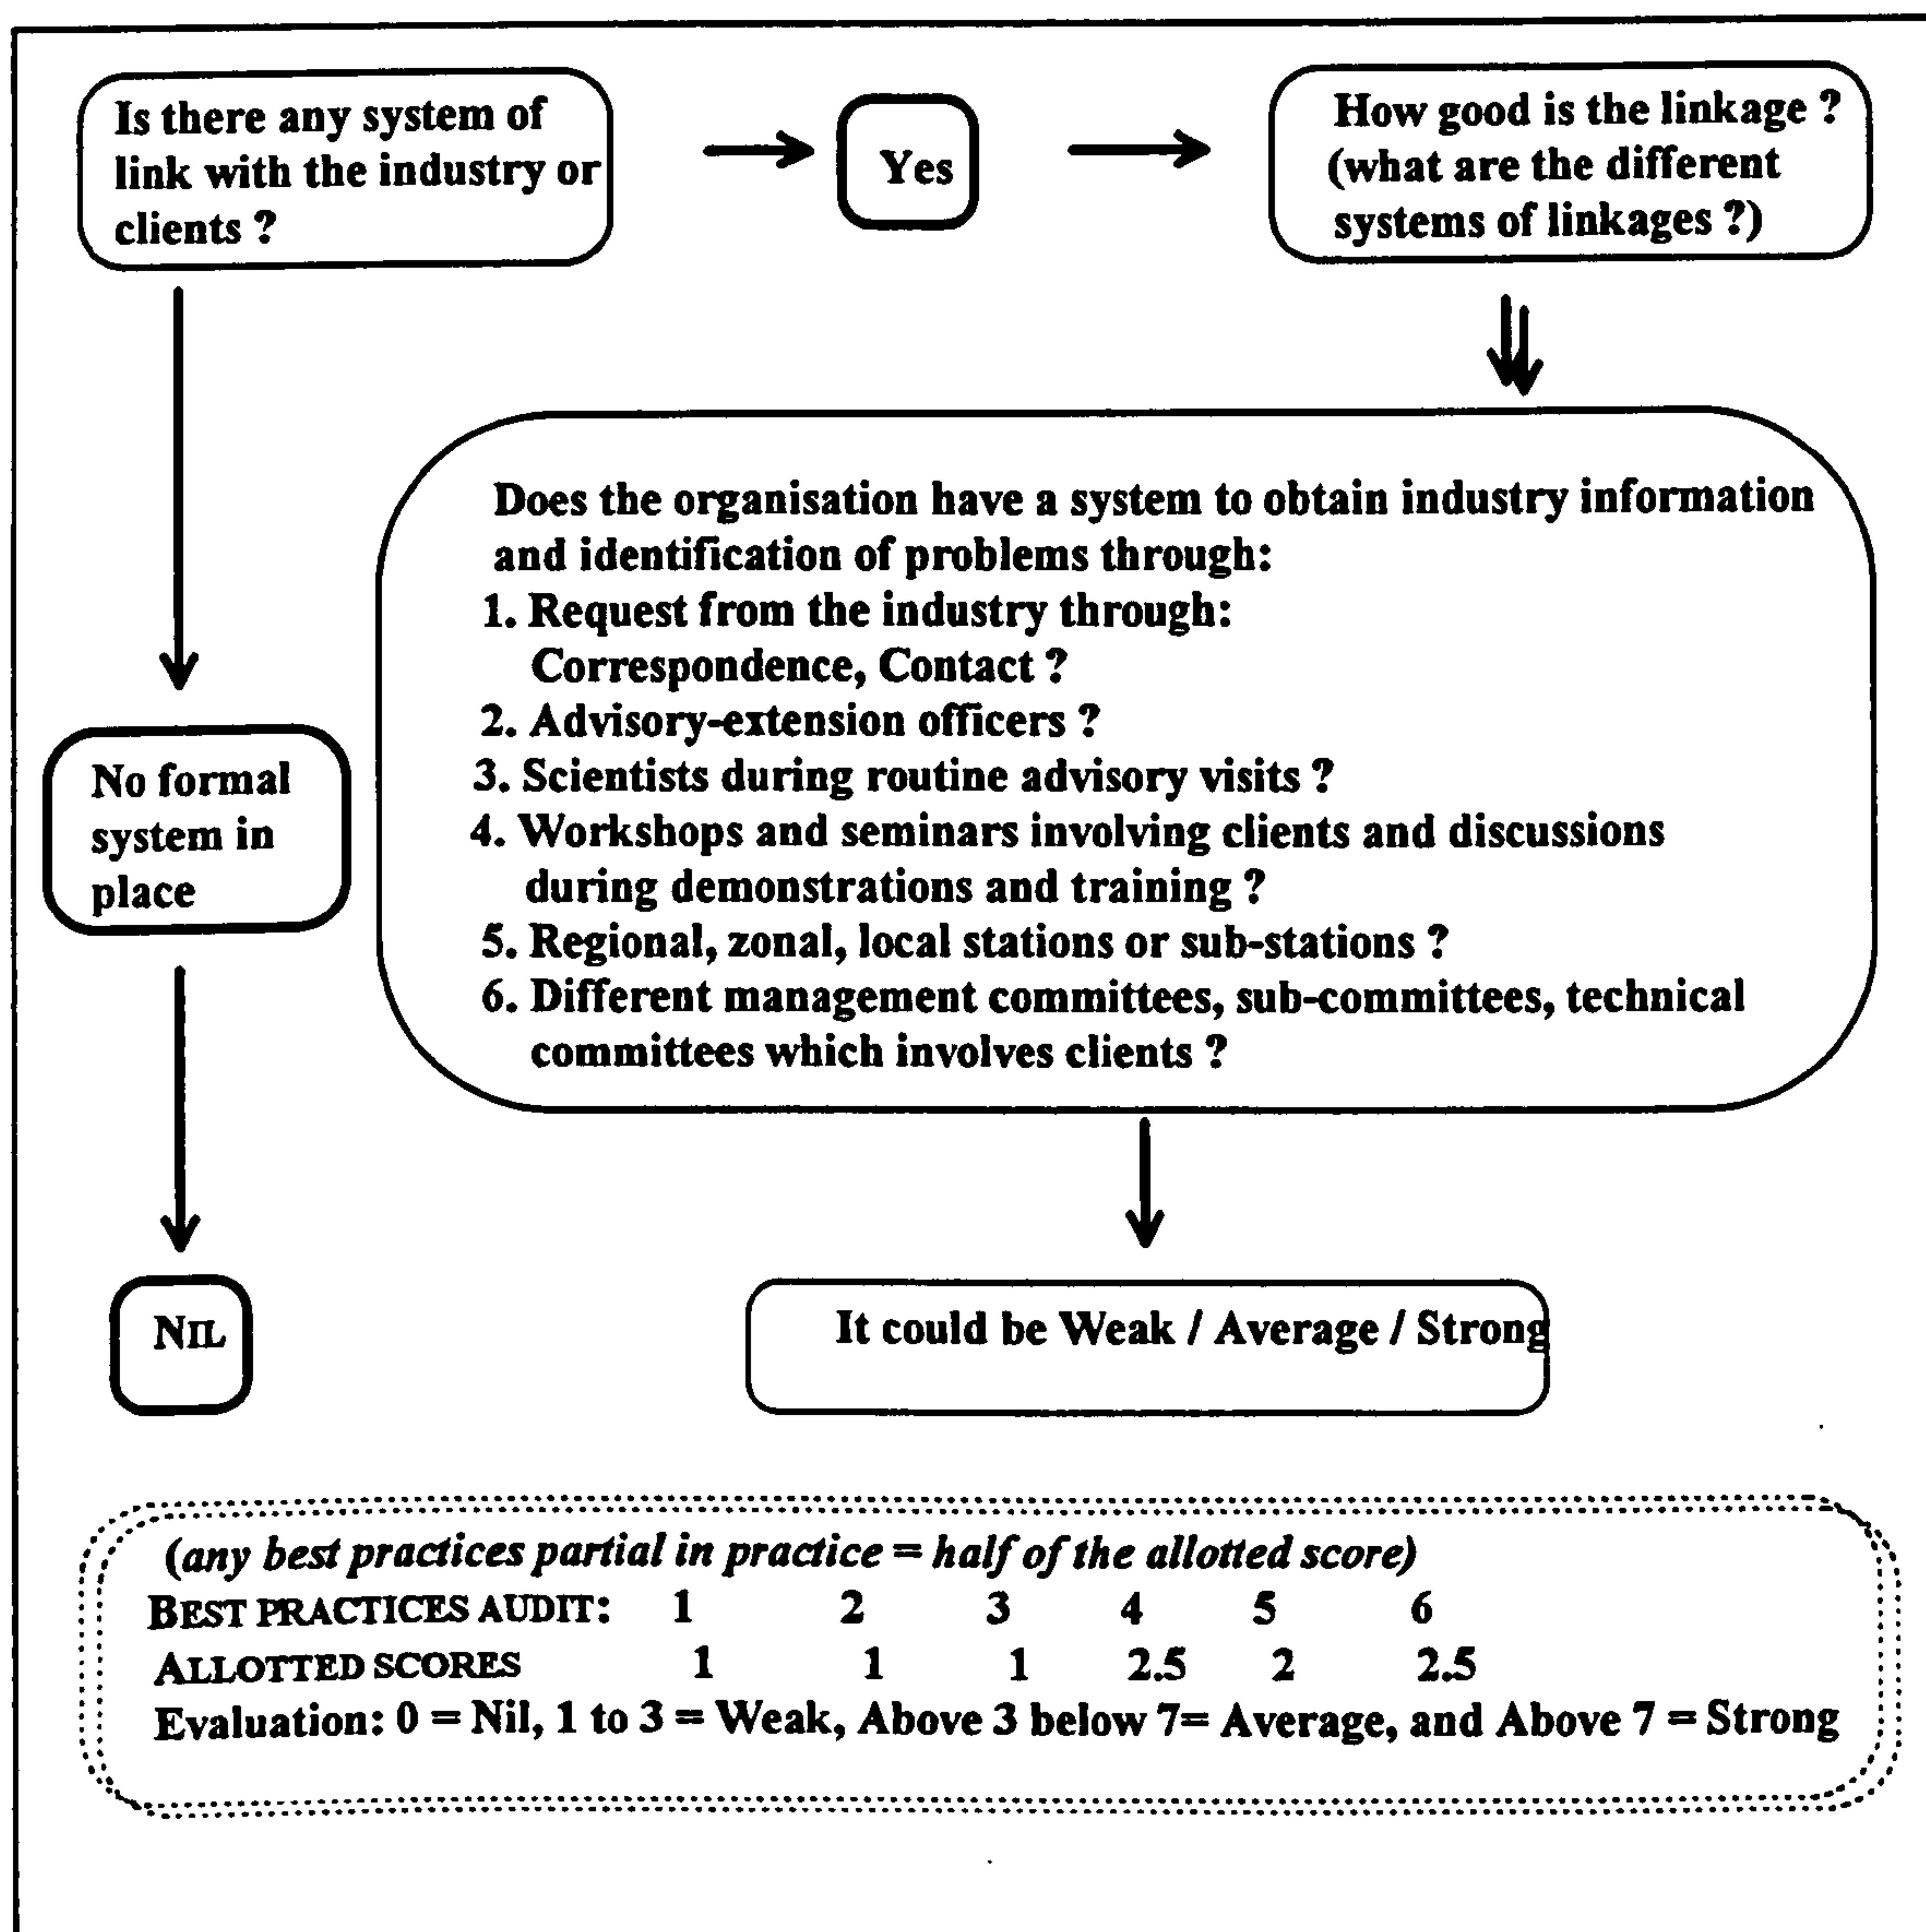 Is there any system of
link with the industry or
clients ?
Yes
How good is the linkage ?
(what are the different
systems of linkages ?)
Does the organisation have a system to obtain industry information
and identification of problems through:
1. Request from the industry through:
Correspondence, Contact ?
2. Advisory-extension officers ?
3. Scientists during routine advisory visits ?
4. Workshops and seminars involving clients and discussions
during demonstrations and training ?
5. Regional, zonal, local stations or sub-stations ?
6. Different management committees, sub-committees, technical
committees which involves clients ?
No formal
system in
place
NIL
It could be Weak / Average / Strong
(any best practices partial in practice = half of the allotted score)
BEST PRACTICES AUDIT: 1 2 3 4 5 6
ALLOTTED SCORES 1 1 1 2.5 2 2.5
Evaluation: 0 = Nil, 1 to 3 = Weak, Above 3 below 7= Average, and Above 7 = Strong